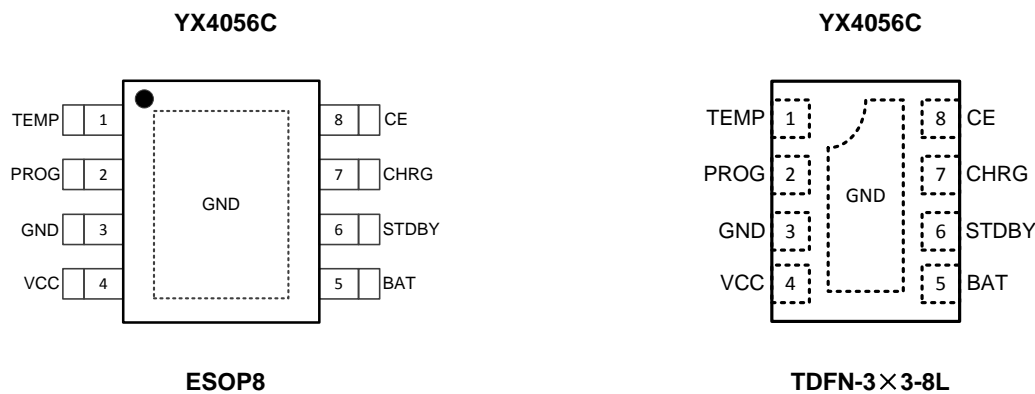 YX4056C
TEMP 1 8 CE
PROG 2 7 CHRG
GND
GND 3 6 STDBY
VCC 4 5 BAT
ESOP8
YX4056C
TEMP 1 8 CE
PROG 2 7 CHRG
GND
GND 3 6 STDBY
VCC 4 5 BAT
TDFN-3×3-8L